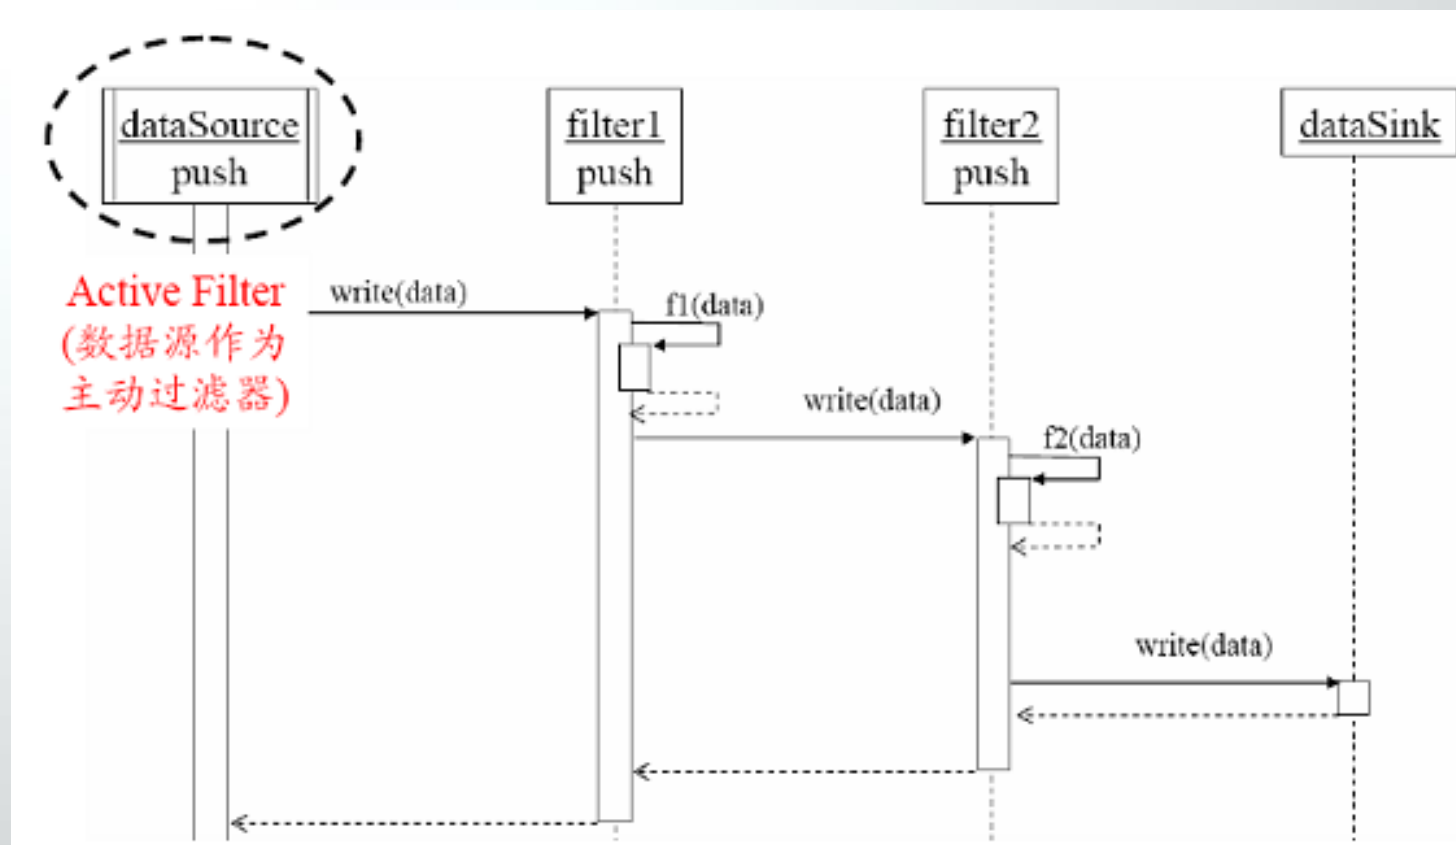 dataSource
push
filter1
push
filter2
push
dataSink
Active Filter
(数据源作为
主动过滤器)
write(data)
f1(data)
write(data)
f2(data)
write(data)